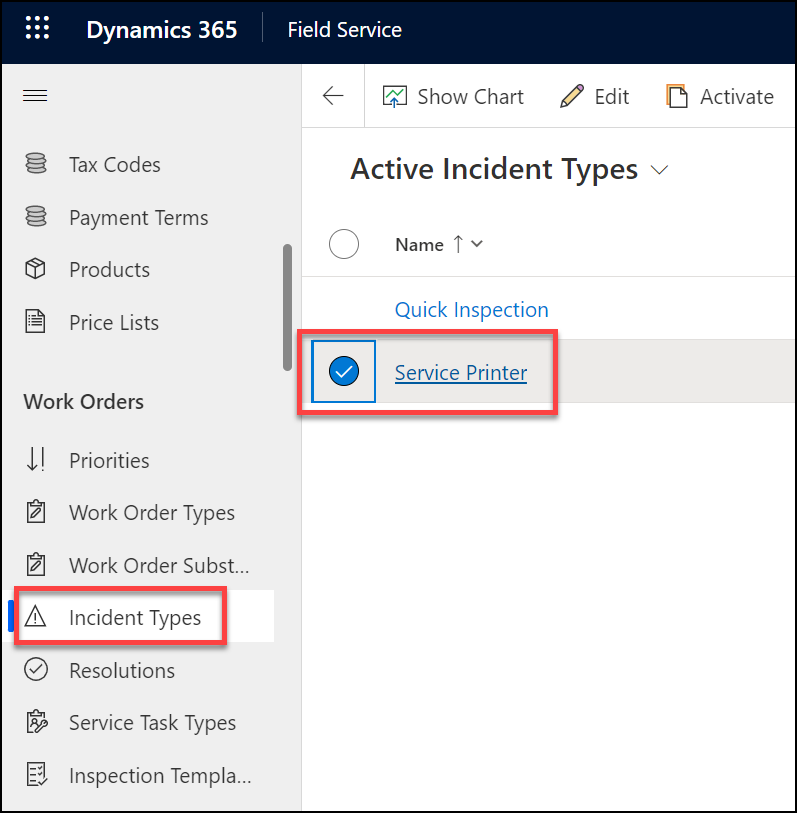 Dynamics 365
Field Service
Show Chart
Edit
Activate
Tax Codes
Payment Terms
Products
Price Lists
Work Orders
Priorities
Work Order Types
Work Order Subst...
Incident Types
Resolutions
Service Task Types
Inspection Templa...
Active Incident Types
Name
Quick Inspection
Service Printer